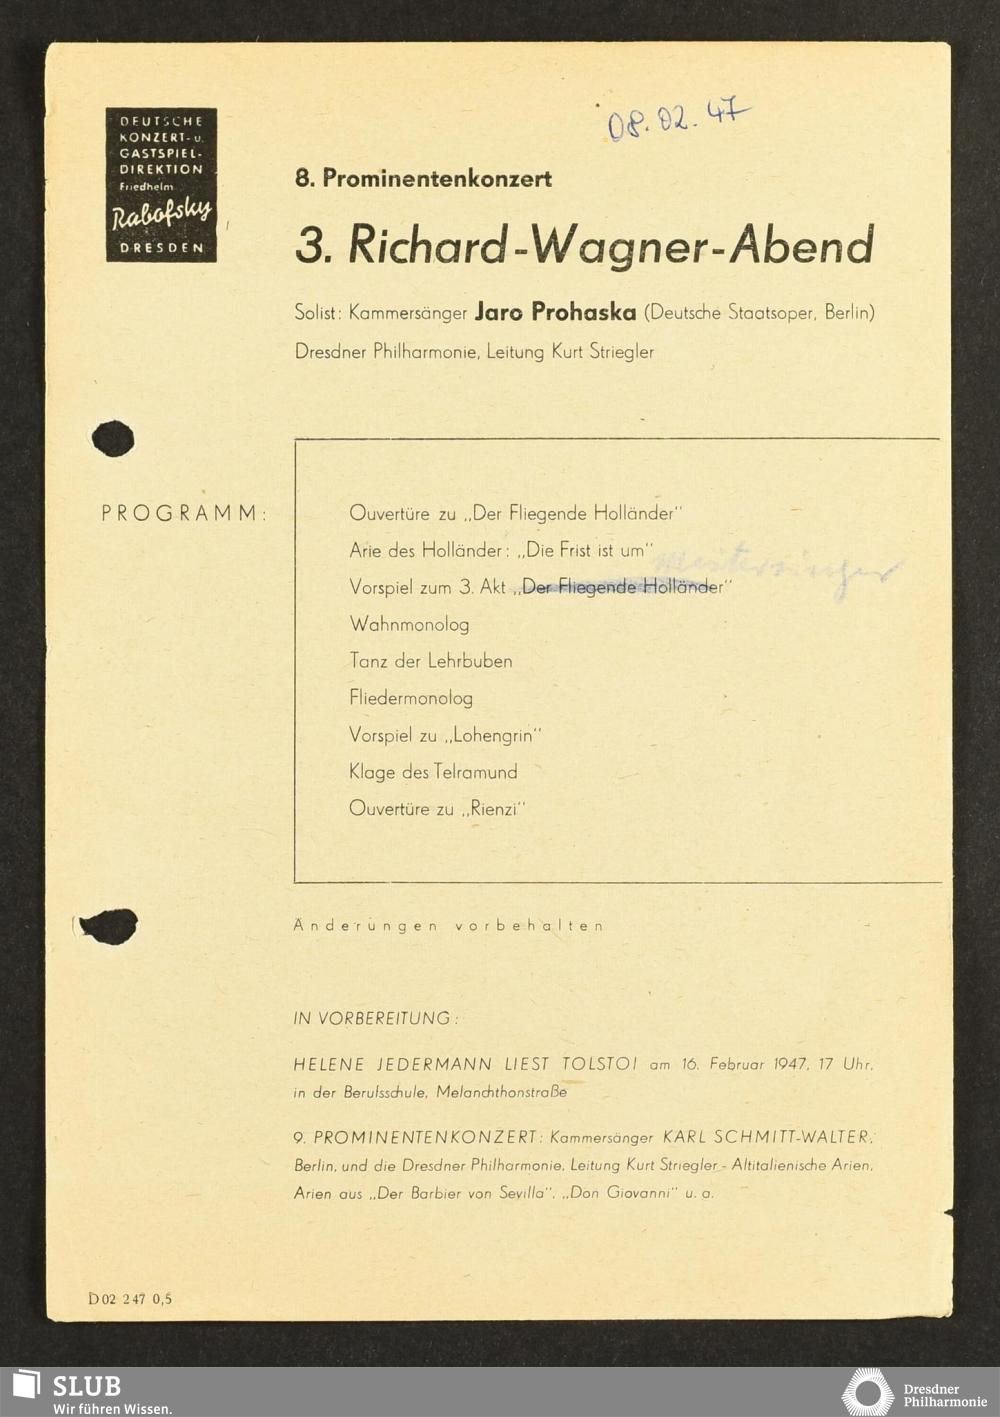 DEUTSCHE
KONZERT- u.
GASTSPIEL-
DIREKTION
Friedhelm
Rabofsky
DRESDEN
08.02.47
8. Prominentenkonzert
3. Richard-Wagner-Abend
Solist: Kammersänger Jaro Prohaska (Deutsche Staatsoper, Berlin)
Dresdner Philharmonie, Leitung Kurt Striegler
PROGRAMM:
Ouvertüre zu „Der Fliegende Holländer“
Arie des Holländer: „Die Frist ist um“
Meistersinger
Vorspiel zum 3. Akt „Der Fliegende Holländer“
Wahnmonolog
Tanz der Lehrbuben
Fliedermonolog
Vorspiel zu „Lohengrin“
Klage des Telramund
Ouvertüre zu „Rienzi“
Änderungen vorbehalten
IN VORBEREITUNG:
HELENE JEDERMANN LIEST TOLSTOI am 16. Februar 1947, 17 Uhr,
in der Berufsschule, Melanchthonstraße
9. PROMINENTENKONZERT: Kammersänger KARL SCHMITT-WALTER,
Berlin, und die Dresdner Philharmonie, Leitung Kurt Striegler - Altitalienische Arien,
Arien aus „Der Barbier von Sevilla“, „Don Giovanni“ u. a.
D 02 2 47 0,5
SLUB
Wir führen Wissen.
Dresdner
Philharmonie